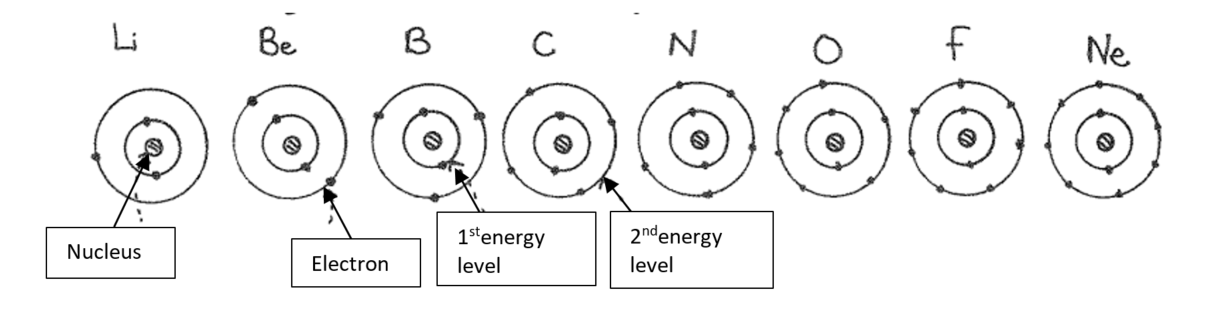 Li Be B C N O F Ne
Nucleus
Electron
1st energy
level
2nd energy
level